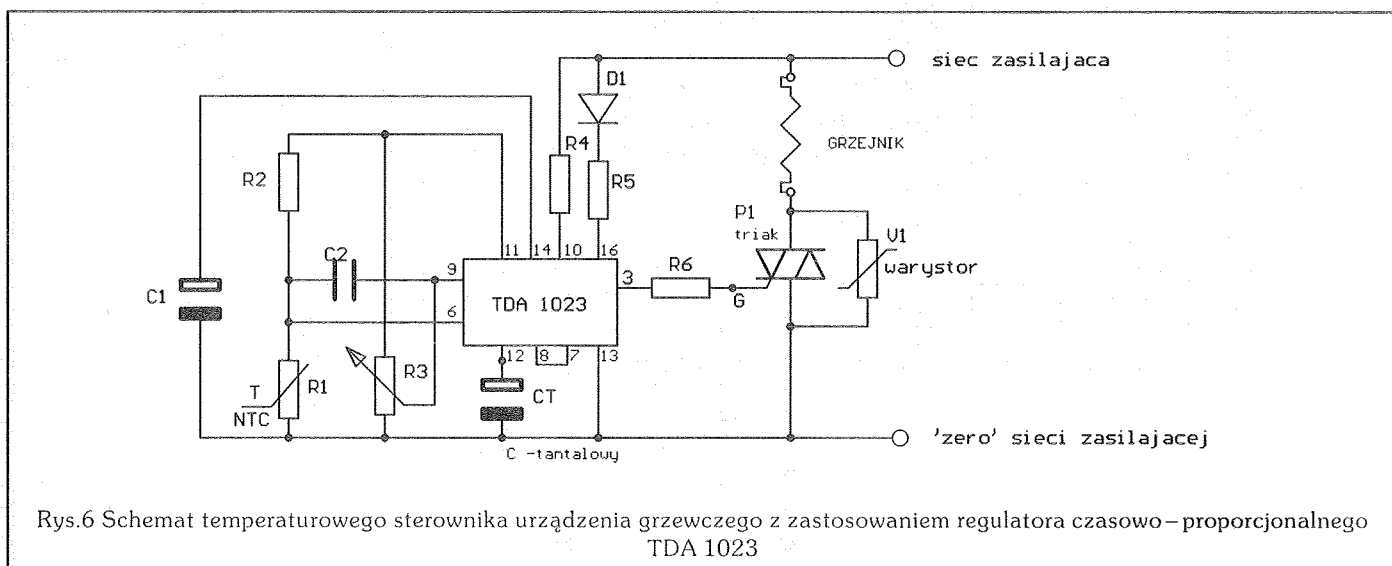 siec zasilajaca
D1
R4
R5
GRZEJNIK
R2
P1
triak
V1
warystor
C2
11
14
10
16
9
R6
3
G
C1
TDA 1023
6
12
8
7
13
T
R1
NTC
R3
CT
'zero' sieci zasilajacej
C -tantalowy
Rys.6 Schemat temperaturowego sterownika urządzenia grzewczego z zastosowaniem regulatora czasowo–proporcjonalnego
TDA 1023